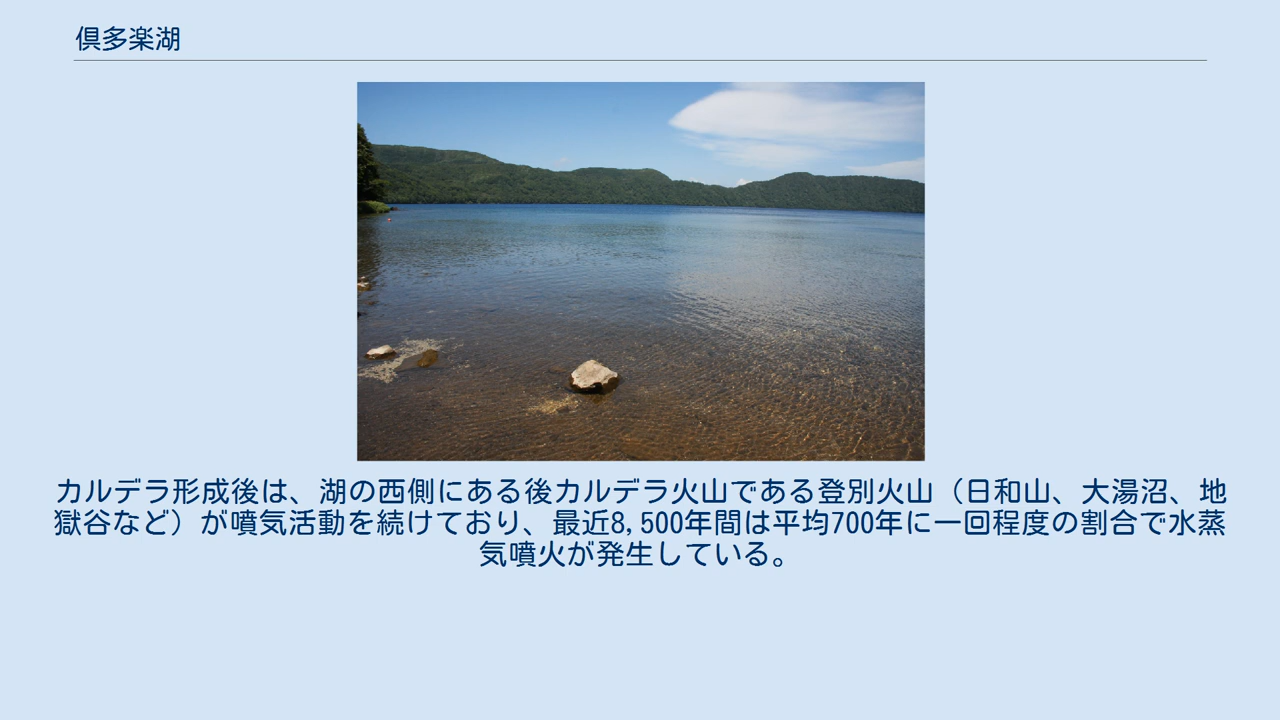 倶多楽湖
カルデラ形成後は、湖の西側にある後カルデラ火山である登別火山（日和山、大湯沼、地
獄谷など）が噴気活動を続けており、最近8,500年間は平均700年に一回程度の割合で水蒸
気噴火が発生している。